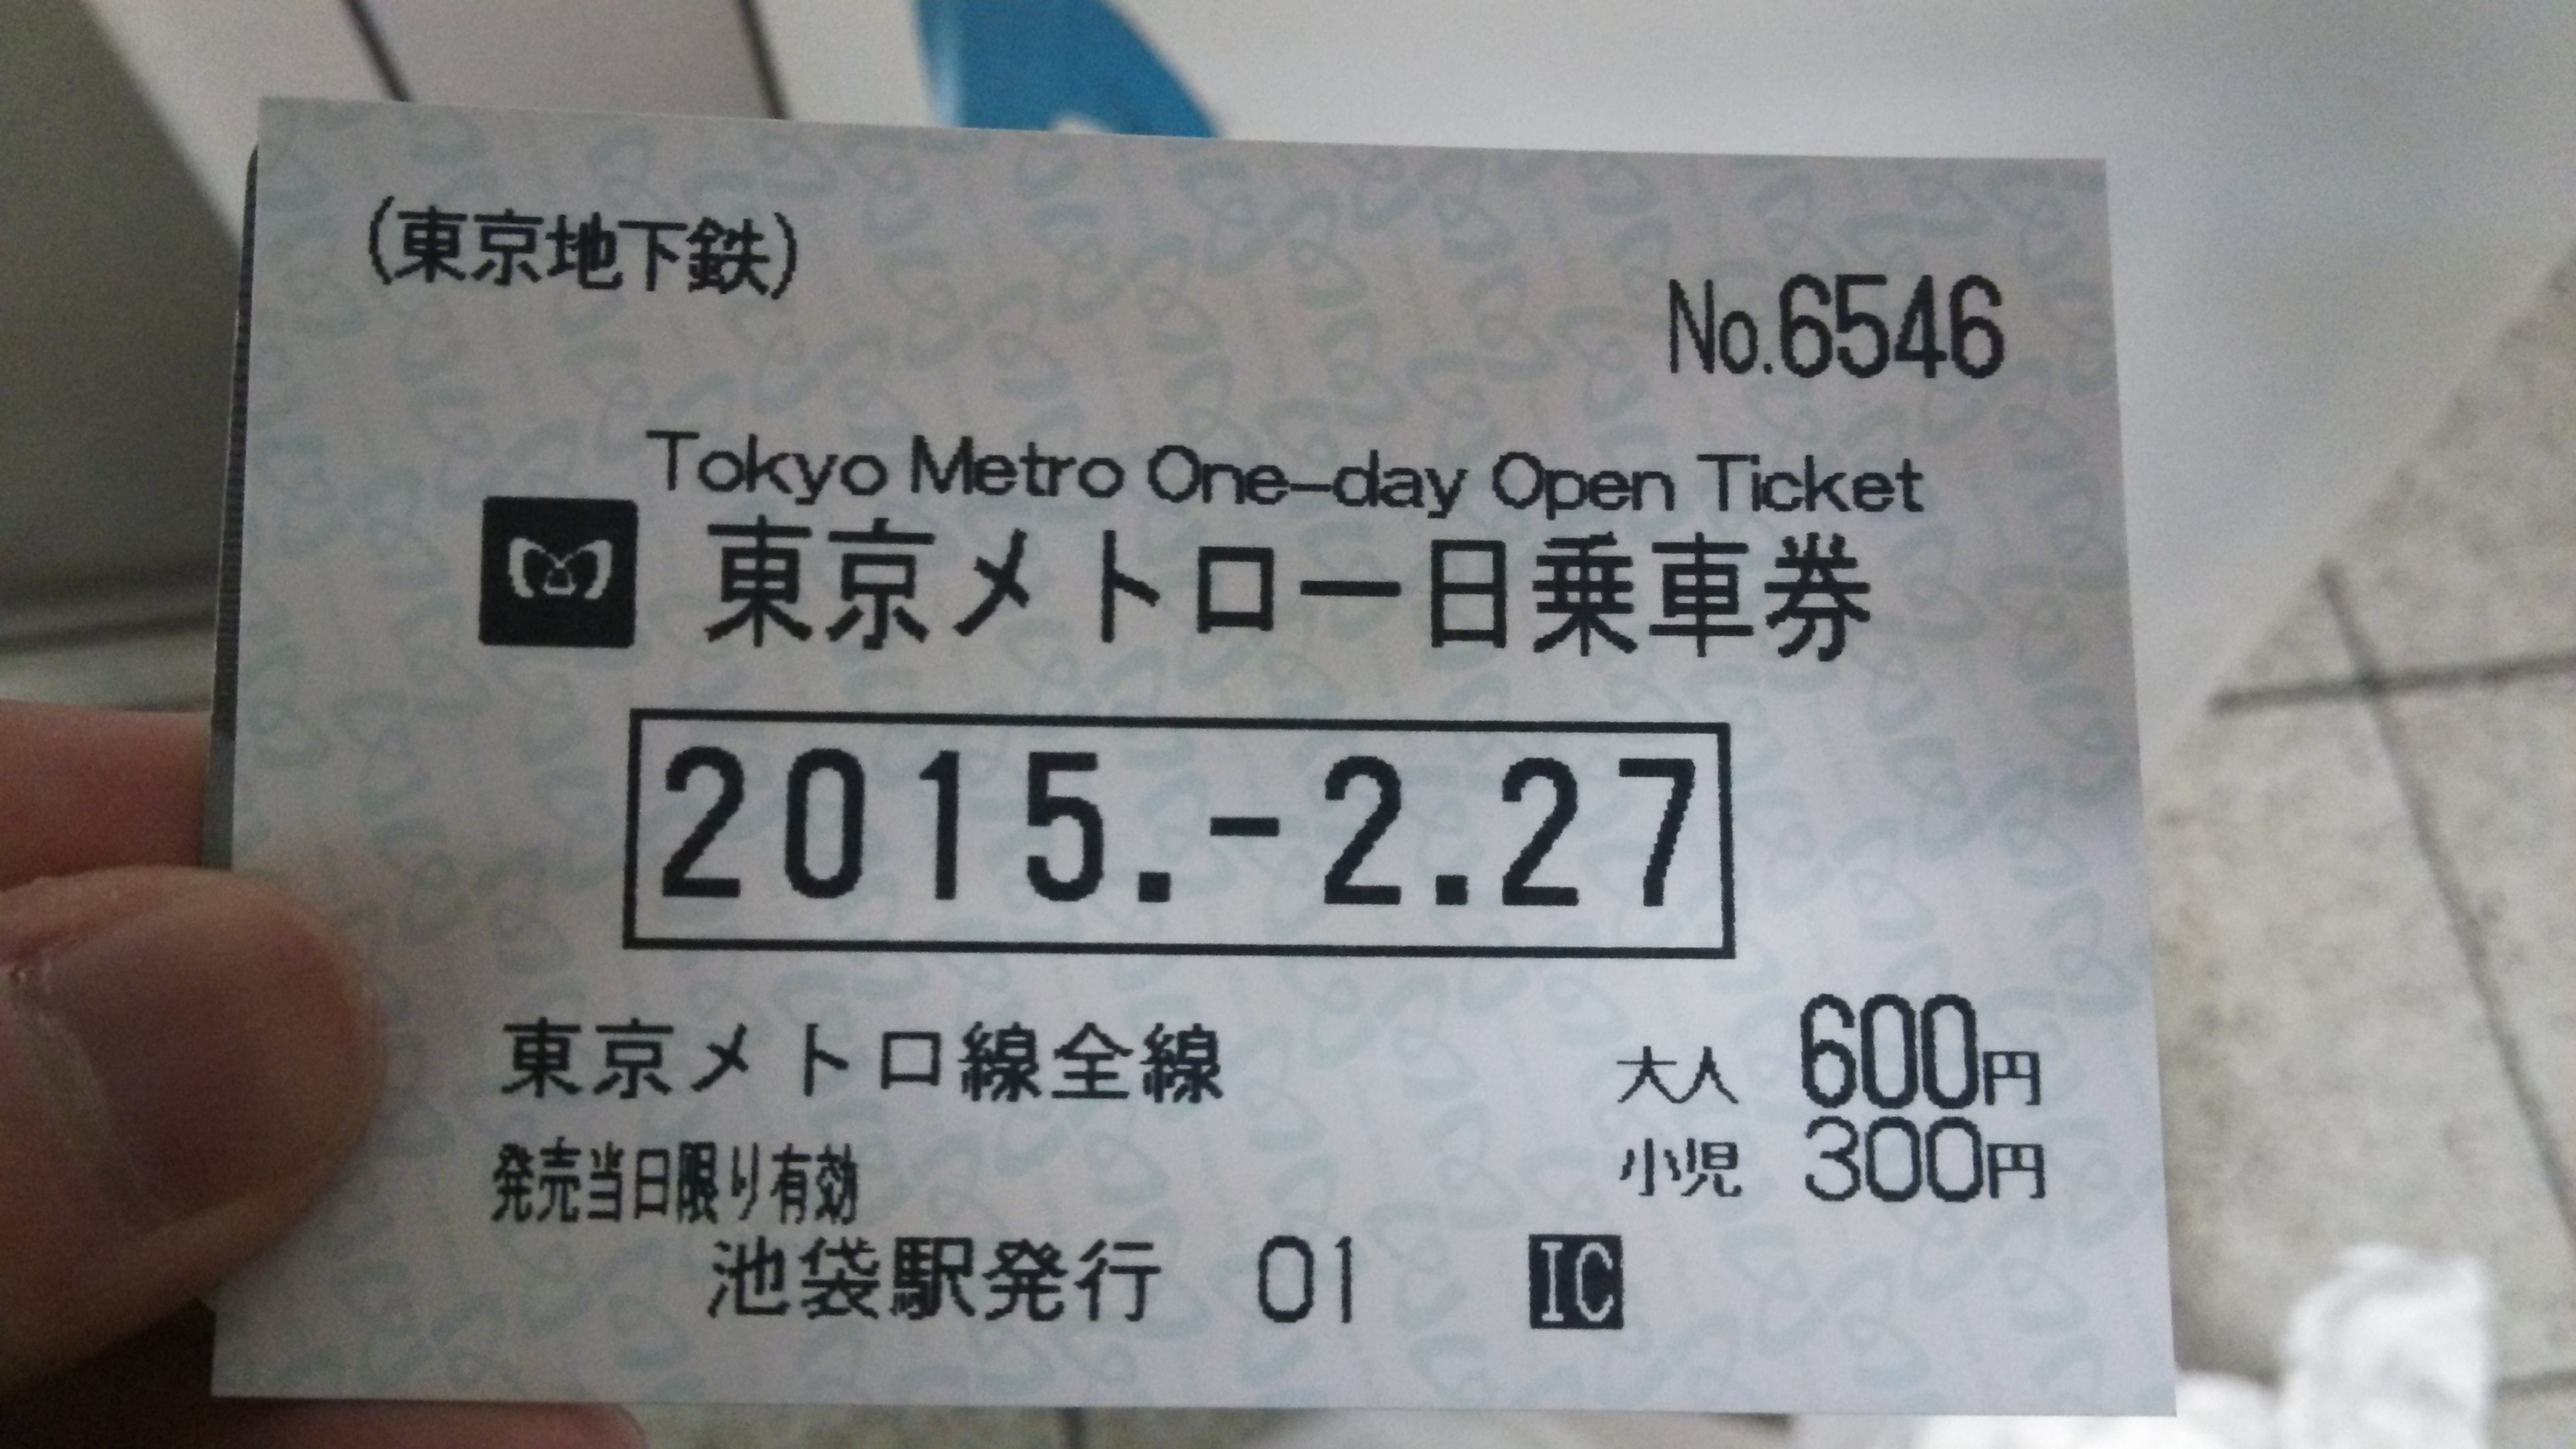 (東京地下鉄)
No.6546
Tokyo Metro One-day Open Ticket
東京メトロ一日乗車券
2015.-2.27
東京メトロ線全線
大人 600円
発売当日限り有効
小児 300円
池袋駅発行 01 IC